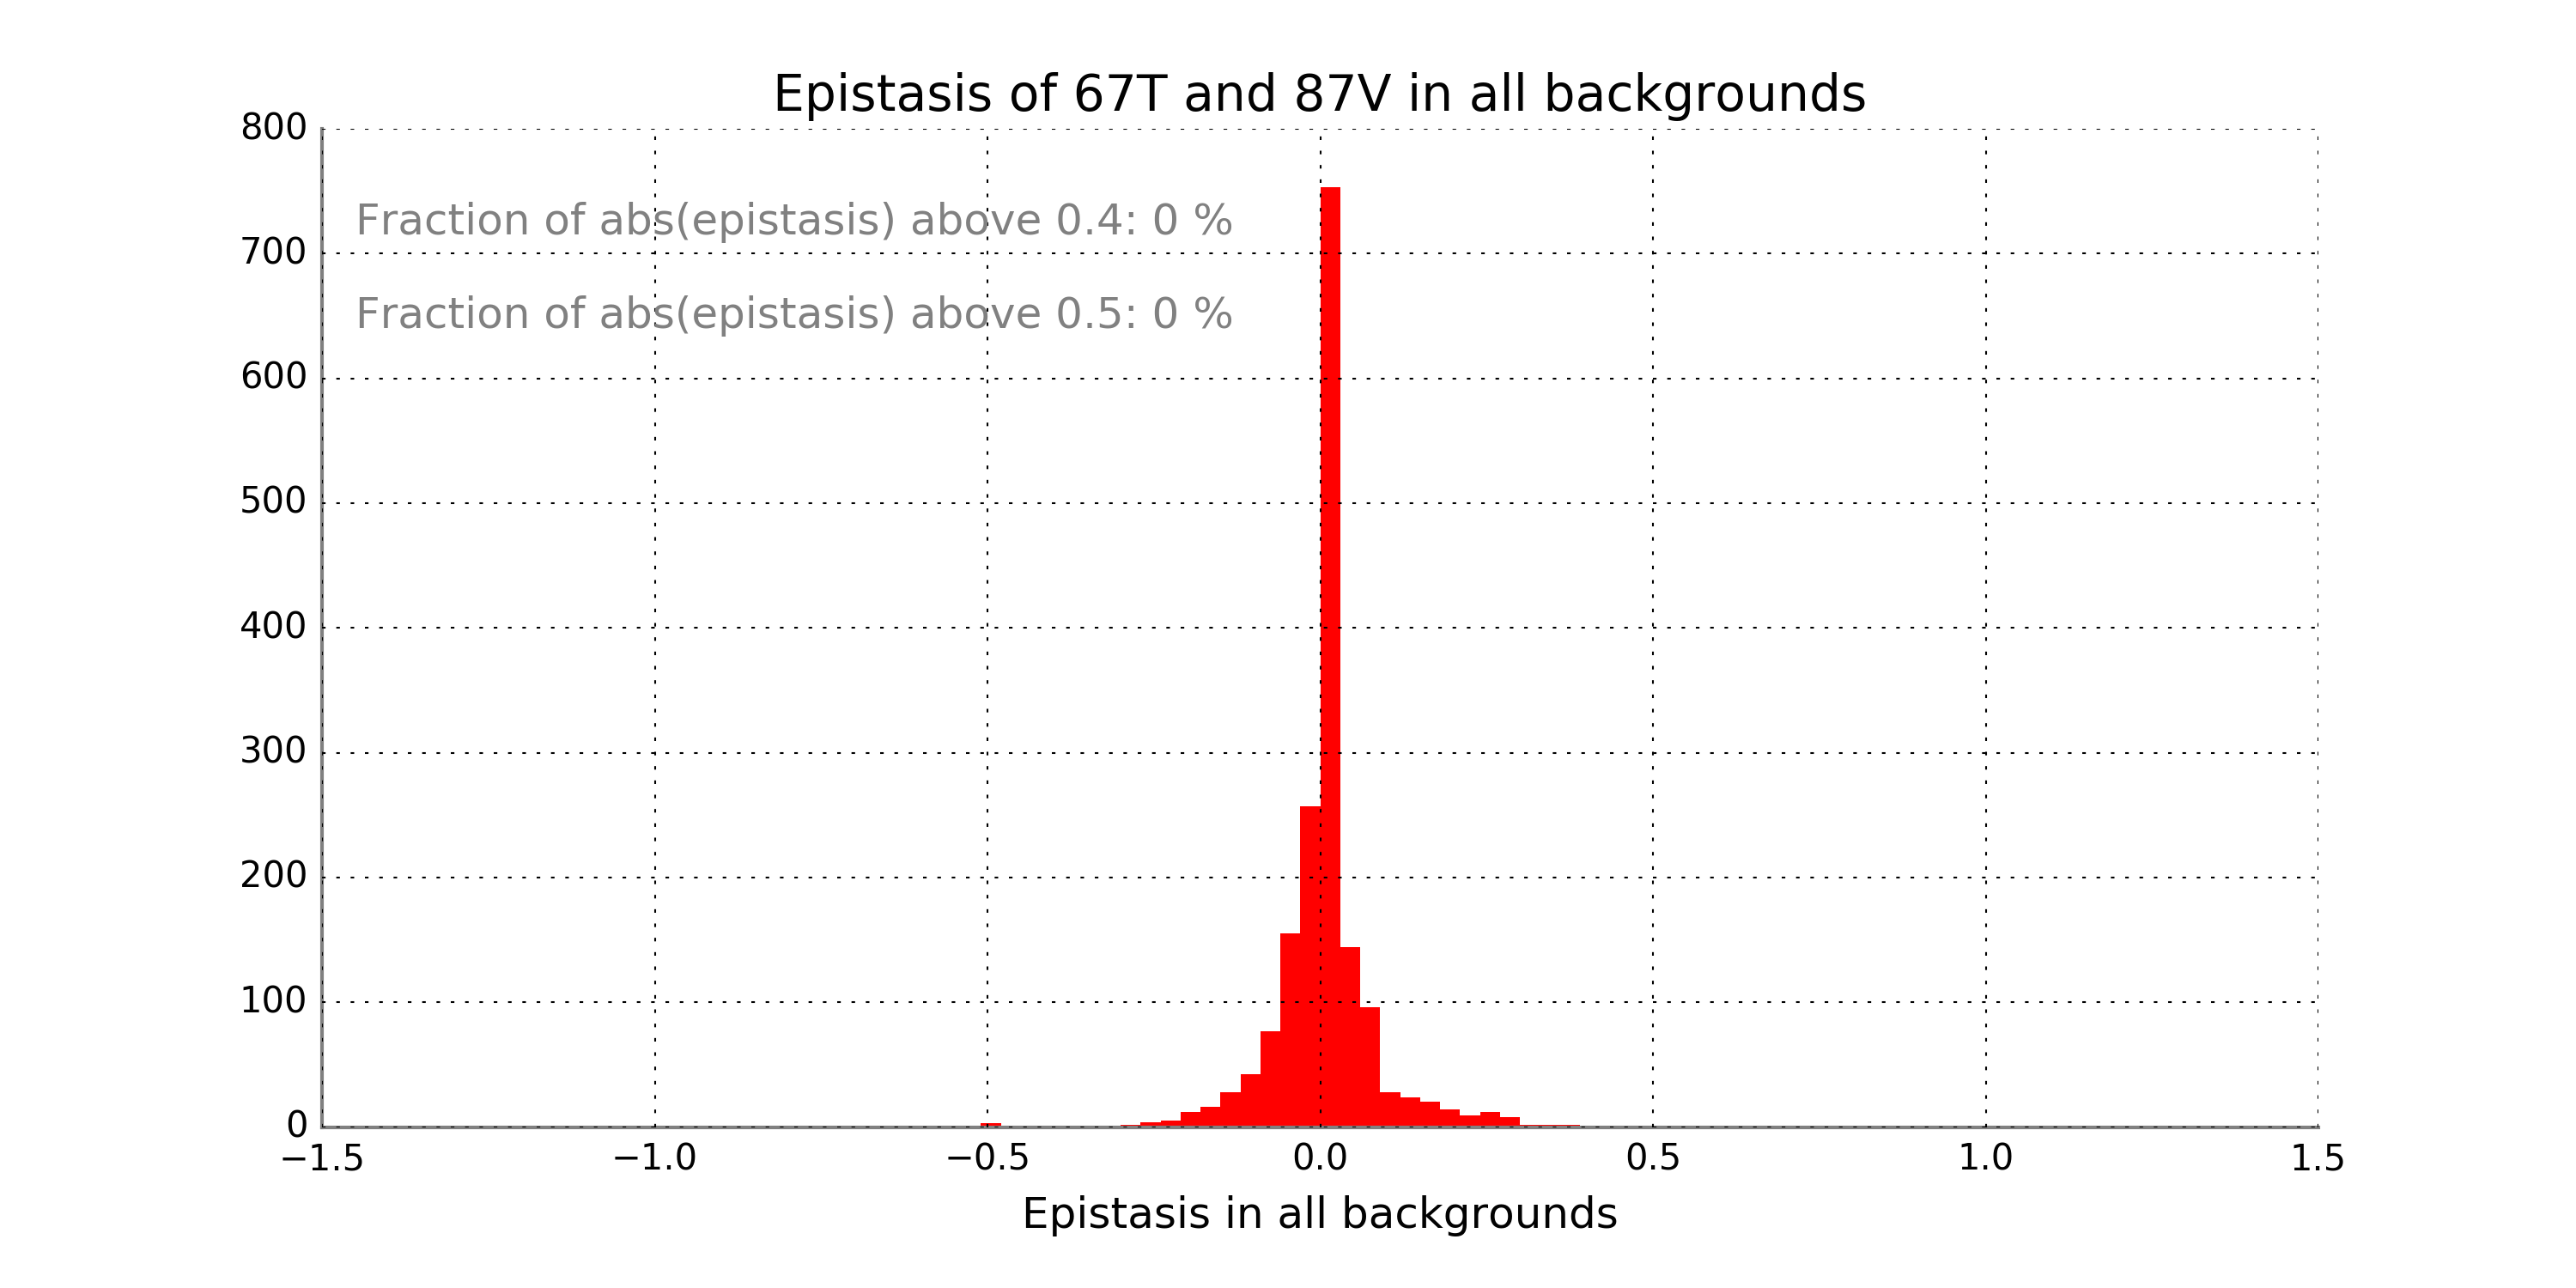 Epistasis of 67T and 87V in all backgrounds
800
Fraction of abs(epistasis) above 0.4: 0 %
700
Fraction of abs(epistasis) above 0.5: 0 %
600
500
400
300
200
100
0
−1.5 −1.0 −0.5 0.0 0.5 1.0 1.5
Epistasis in all backgrounds